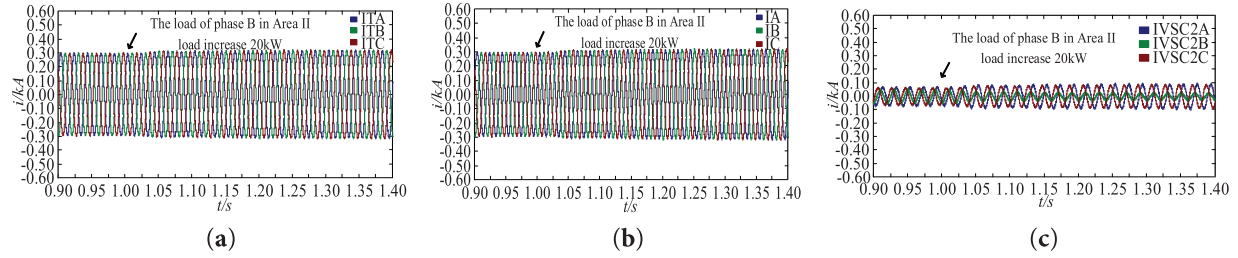 0.60
0.50
0.40
0.30
0.20
0.10
0.00
-0.10
-0.20
-0.30
-0.40
-0.50
-0.60
i/kA
The load of phase B in Area II
load increase 20kW
ITA
ITB
ITC
0.90 0.95 1.00 1.05 1.10 1.15 1.20 1.25 1.30 1.35 1.40
t/s
(a)
0.60
0.50
0.40
0.30
0.20
0.10
0.00
-0.10
-0.20
-0.30
-0.40
-0.50
-0.60
i/kA
The load of phase B in Area II
load increase 20kW
IA
IB
IC
0.90 0.95 1.00 1.05 1.10 1.15 1.20 1.25 1.30 1.35 1.40
t/s
(b)
0.60
0.50
0.40
0.30
0.20
0.10
0.00
-0.10
-0.20
-0.30
-0.40
-0.50
-0.60
i/kA
The load of phase B in Area II
load increase 20kW
IVSC2A
IVSC2B
IVSC2C
0.90 0.95 1.00 1.05 1.10 1.15 1.20 1.25 1.30 1.35 1.40
t/s
(c)